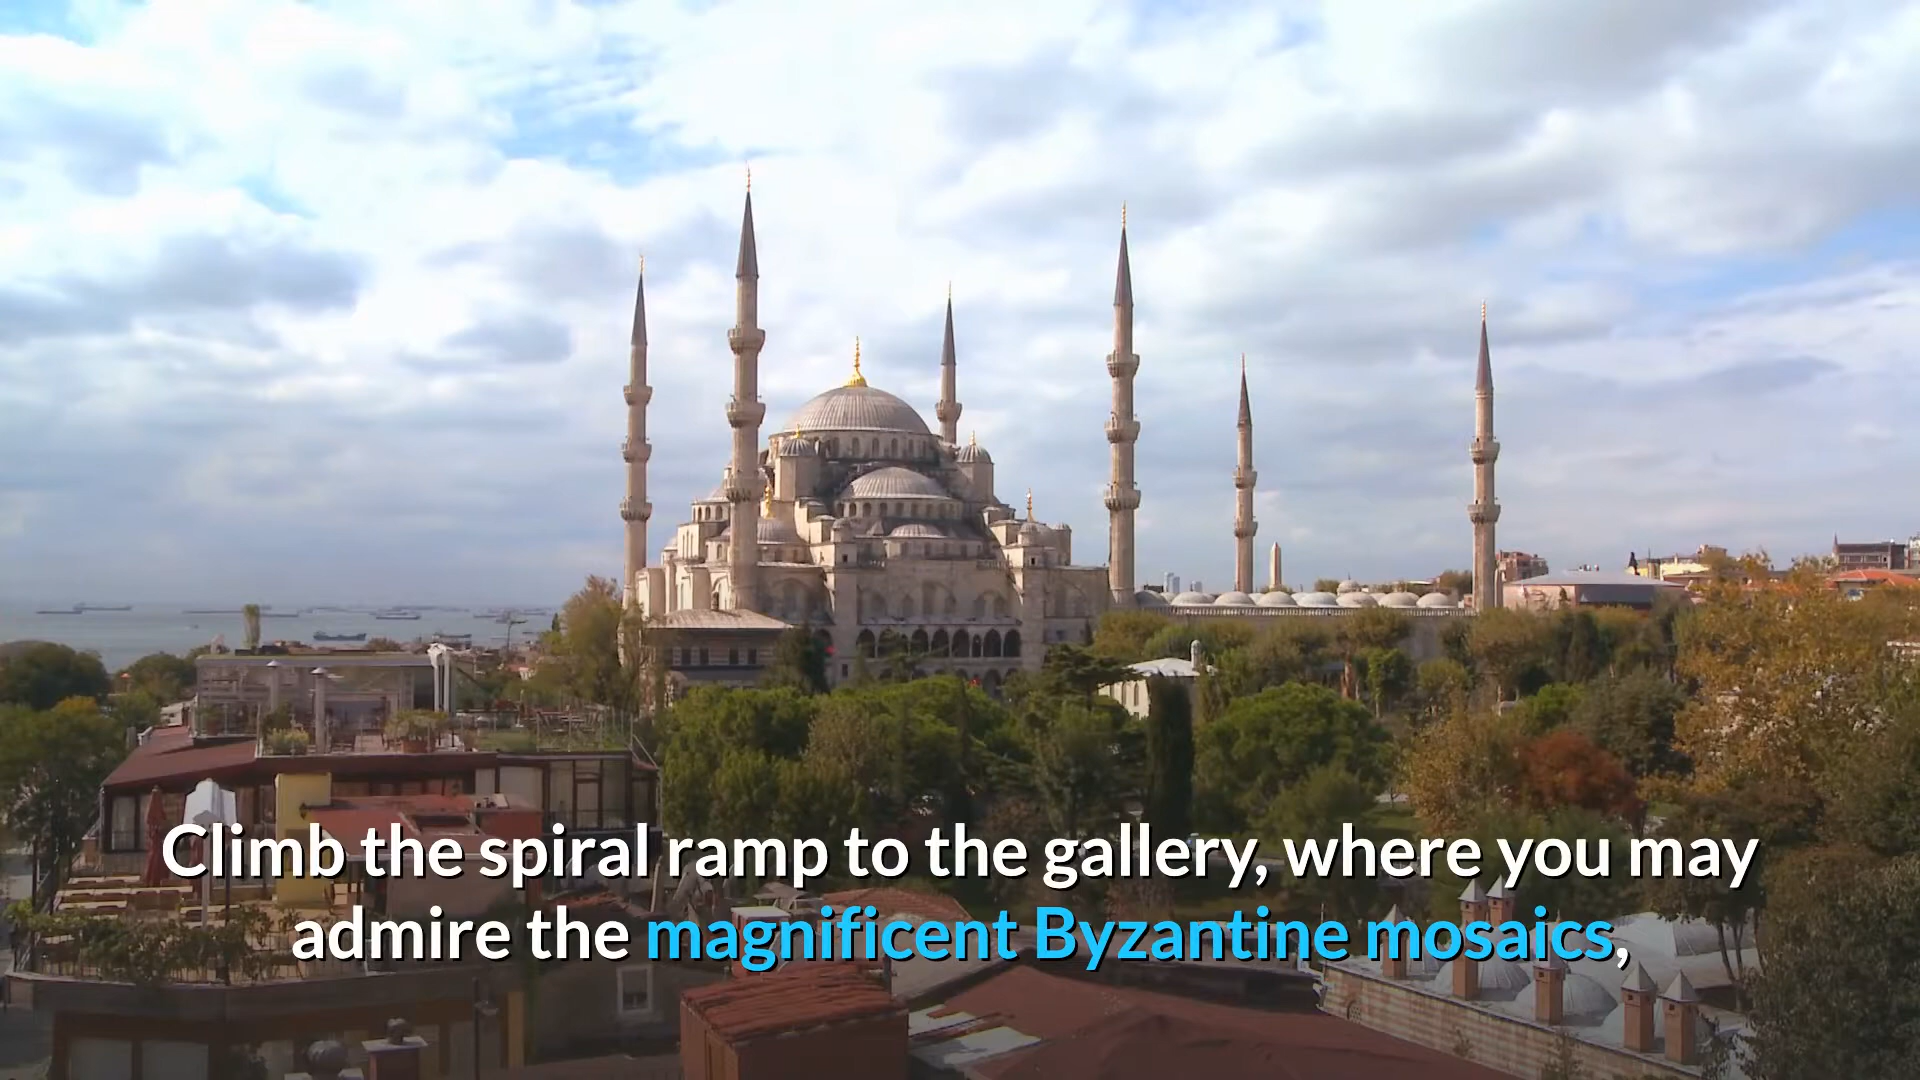 Climb the spiral ramp to the gallery, where you may
admire the magnificent Byzantine mosaics,